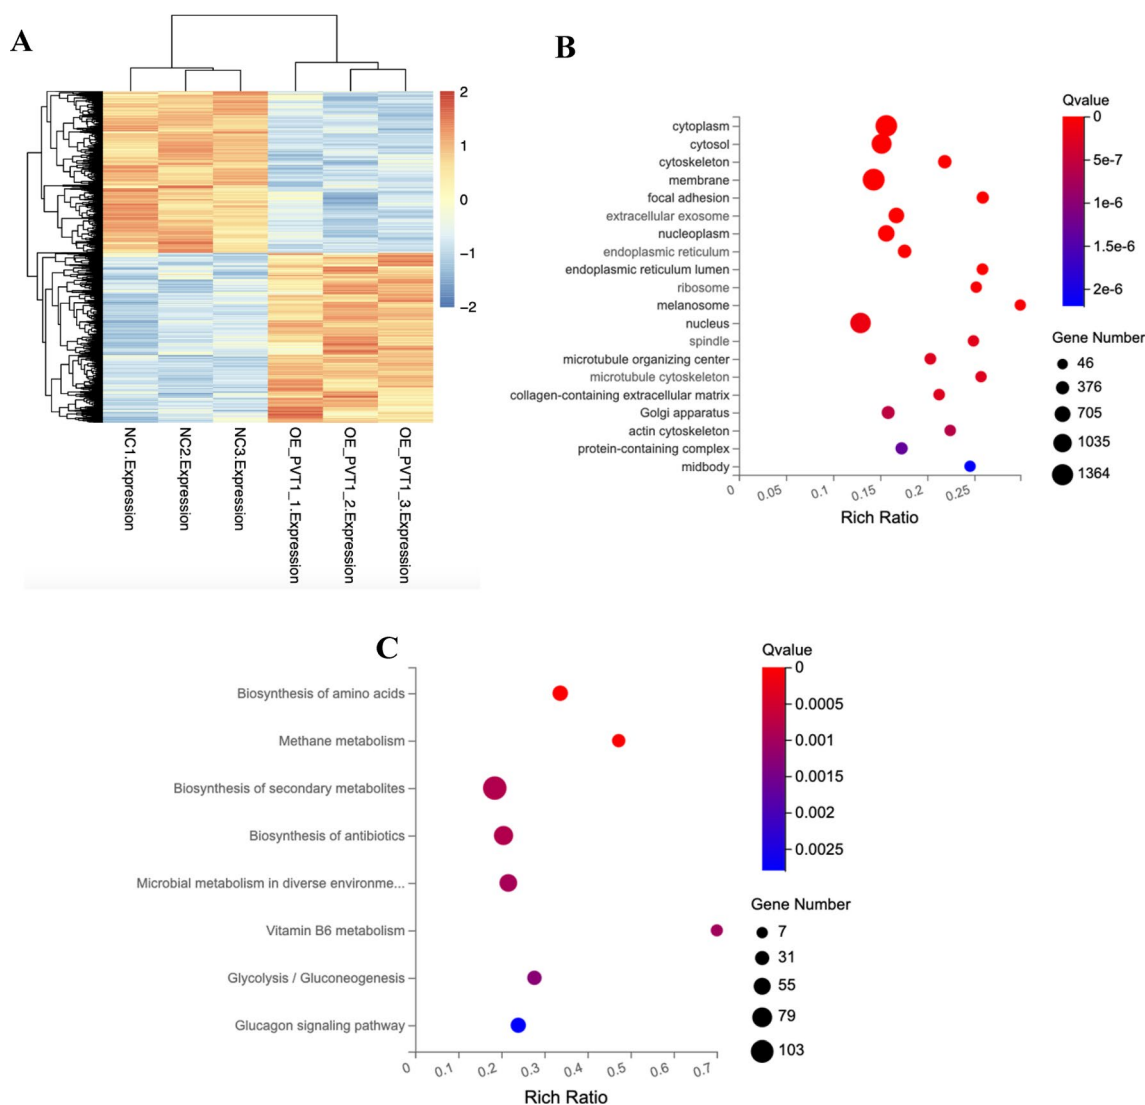 A
2
1
0
−1
−2
NC1.Expression
NC2.Expression
NC3.Expression
OE_PVT1_1.Expression
OE_PVT1_2.Expression
OE_PVT1_3.Expression
B
cytoplasm
cytosol
cytoskeleton
membrane
focal adhesion
extracellular exosome
nucleoplasm
endoplasmic reticulum
endoplasmic reticulum lumen
ribosome
melanosome
nucleus
spindle
microtubule organizing center
microtubule cytoskeleton
collagen-containing extracellular matrix
Golgi apparatus
actin cytoskeleton
protein-containing complex
midbody
0 0.05 0.1 0.15 0.2 0.25
Rich Ratio
Qvalue
0
5e-7
1e-6
1.5e-6
2e-6
Gene Number
46
376
705
1035
1364
C
Biosynthesis of amino acids
Methane metabolism
Biosynthesis of secondary metabolites
Biosynthesis of antibiotics
Microbial metabolism in diverse environme...
Vitamin B6 metabolism
Glycolysis / Gluconeogenesis
Glucagon signaling pathway
0 0.1 0.2 0.3 0.4 0.5 0.6 0.7
Rich Ratio
Qvalue
0
0.0005
0.001
0.0015
0.002
0.0025
Gene Number
7
31
55
79
103